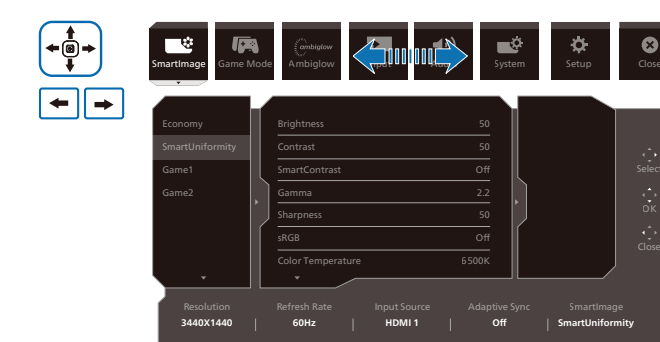 SmartImage Game Mode ambiglow Ambiglow System Setup Close
Economy
SmartUniformity
Game1
Game2
Brightness 50
Contrast 50
SmartContrast Off
Gamma 2.2
Sharpness 50
sRGB Off
Color Temperature 6500K
Select
OK
Close
Resolution Refresh Rate Input Source Adaptive Sync SmartImage
3440X1440 | 60Hz | HDMI 1 | Off | SmartUniformity